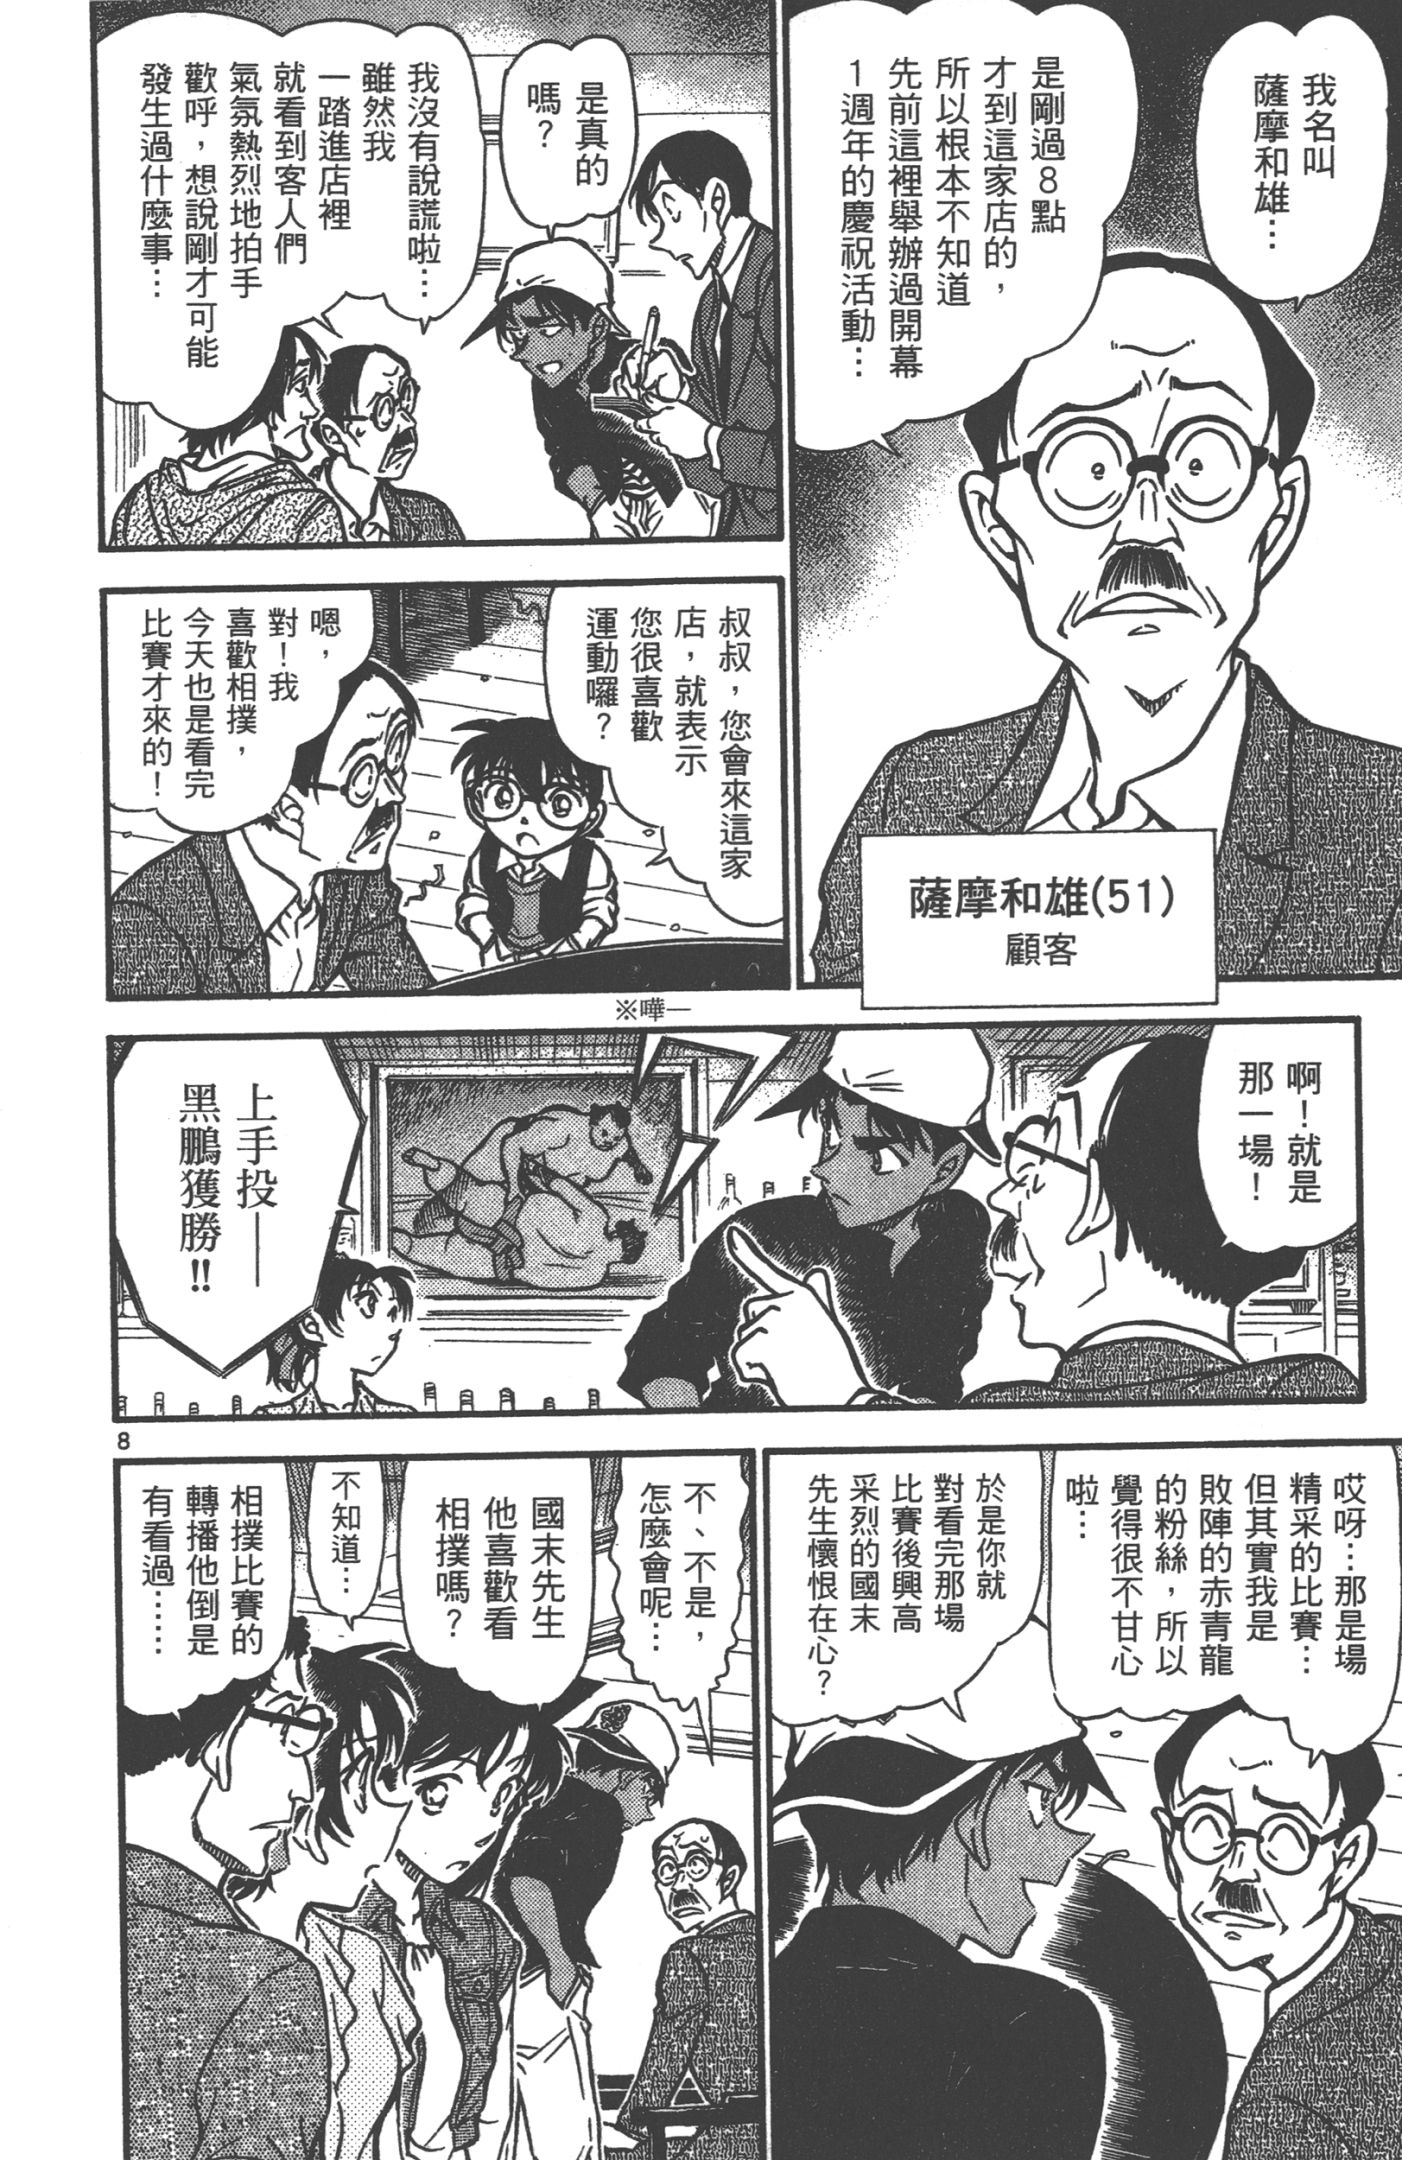 我名叫
薩摩和雄…
是剛過8點
才到這家店的，
所以根本不知道
先前這裡舉辦過開幕
1週年的慶祝活動…
薩摩和雄(51)
顧客
是真的
嗎？
我沒有說謊啦…
雖然我
一踏進店裡
就看到客人們
氣氛熱烈地拍手
歡呼，想說剛才可能
發生過什麼事…
叔叔，您會來這家
店，就表示
您很喜歡
運動囉？
嗯，
對！我
喜歡相撲，
今天也是看完
比賽才來的！
※嘩—
啊！就是
那一場！
上手投——
黑鵬獲勝！！
8
哎呀…那是場
精采的比賽…
但其實我是
敗陣的赤青龍
的粉絲，所以
覺得很不甘心
啦…
於是你就
對看完那場
比賽後興高
采烈的國末
先生懷恨在心？
不、不是，
怎麼會呢…
國末先生
他喜歡看
相撲嗎？
不知道…
相撲比賽的
轉播他倒是
有看過……